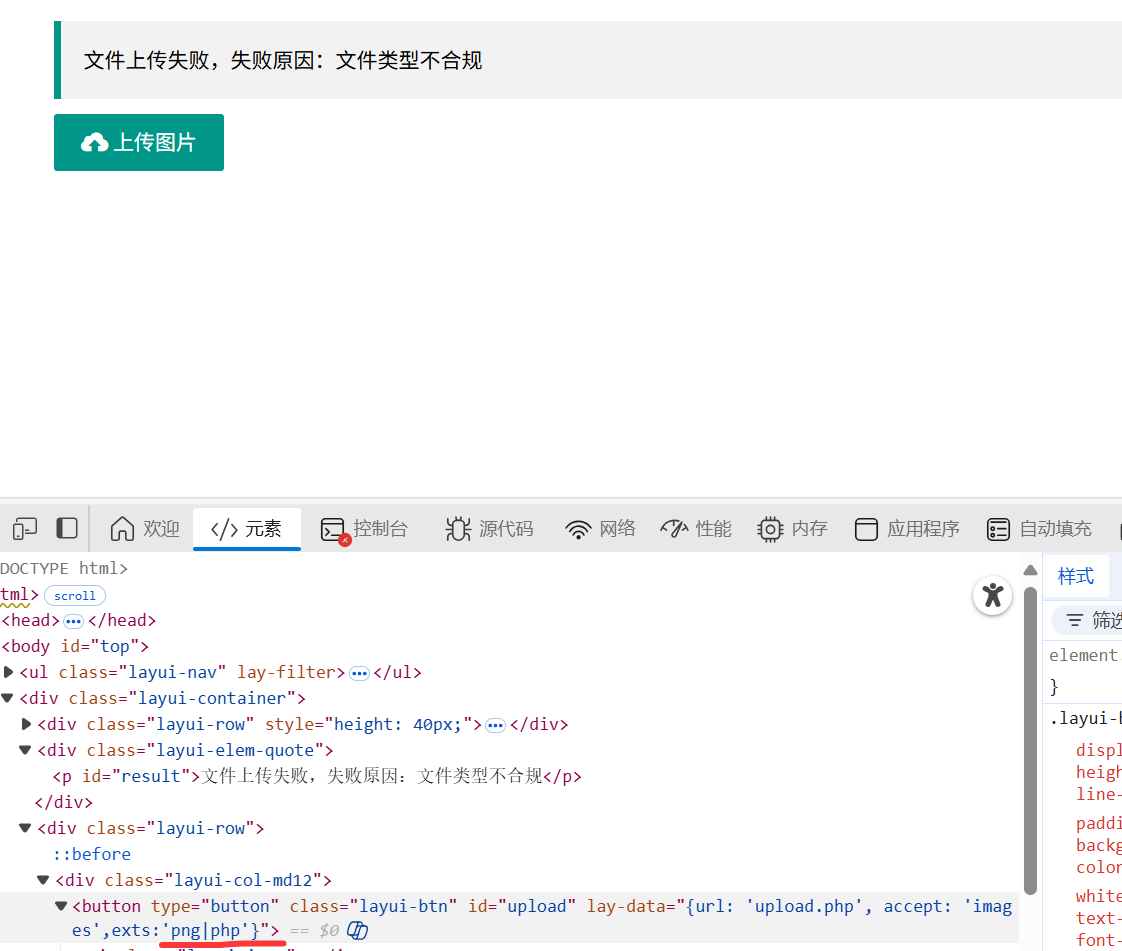 文件上传失败，失败原因：文件类型不合规
上传图片
欢迎 </> 元素 控制台 源代码 网络 性能 内存 应用程序 自动填充
DOCTYPE html>
tml> scroll
<head> ••• </head>
<body id="top">
<ul class="layui-nav" lay-filter> ••• </ul>
<div class="layui-container">
<div class="layui-row" style="height: 40px;"> ••• </div>
<div class="layui-elem-quote">
<p id="result">文件上传失败，失败原因：文件类型不合规</p>
</div>
<div class="layui-row">
::before
<div class="layui-col-md12">
<button type="button" class="layui-btn" id="upload" lay-data="{url: 'upload.php', accept: 'imag
es',exts:'png|php'}"> == $0
样式
筛选
element
}
.layui-b
displ
heigh
line-
paddi
backg
color
white
text-
font-